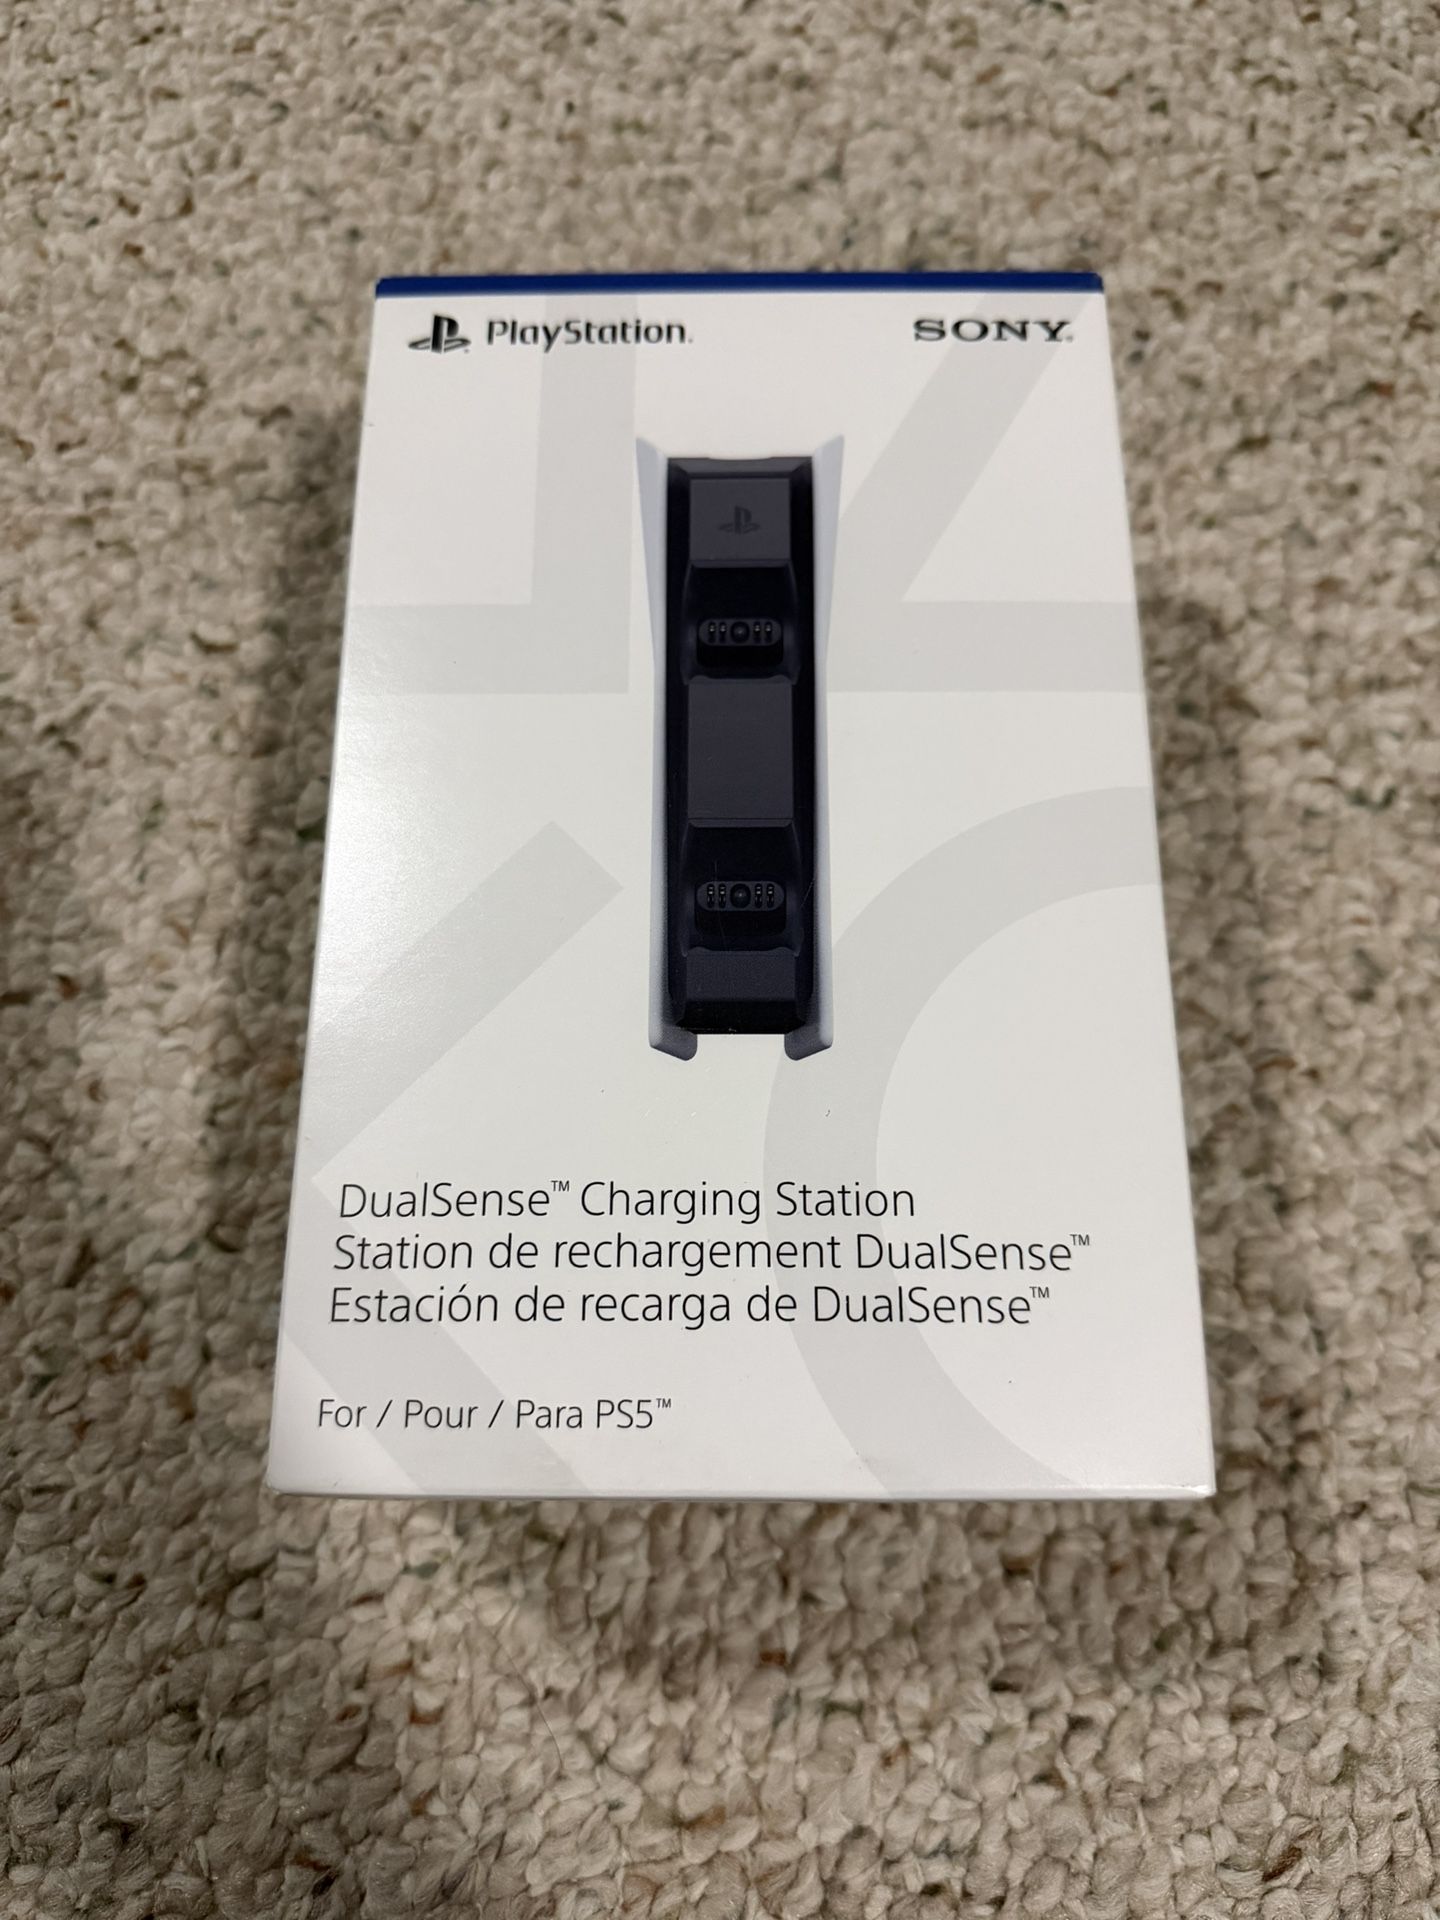 PlayStation®
SONY®
DualSense™ Charging Station
Station de rechargement DualSense™
Estación de recarga de DualSense™
For / Pour / Para PS5™